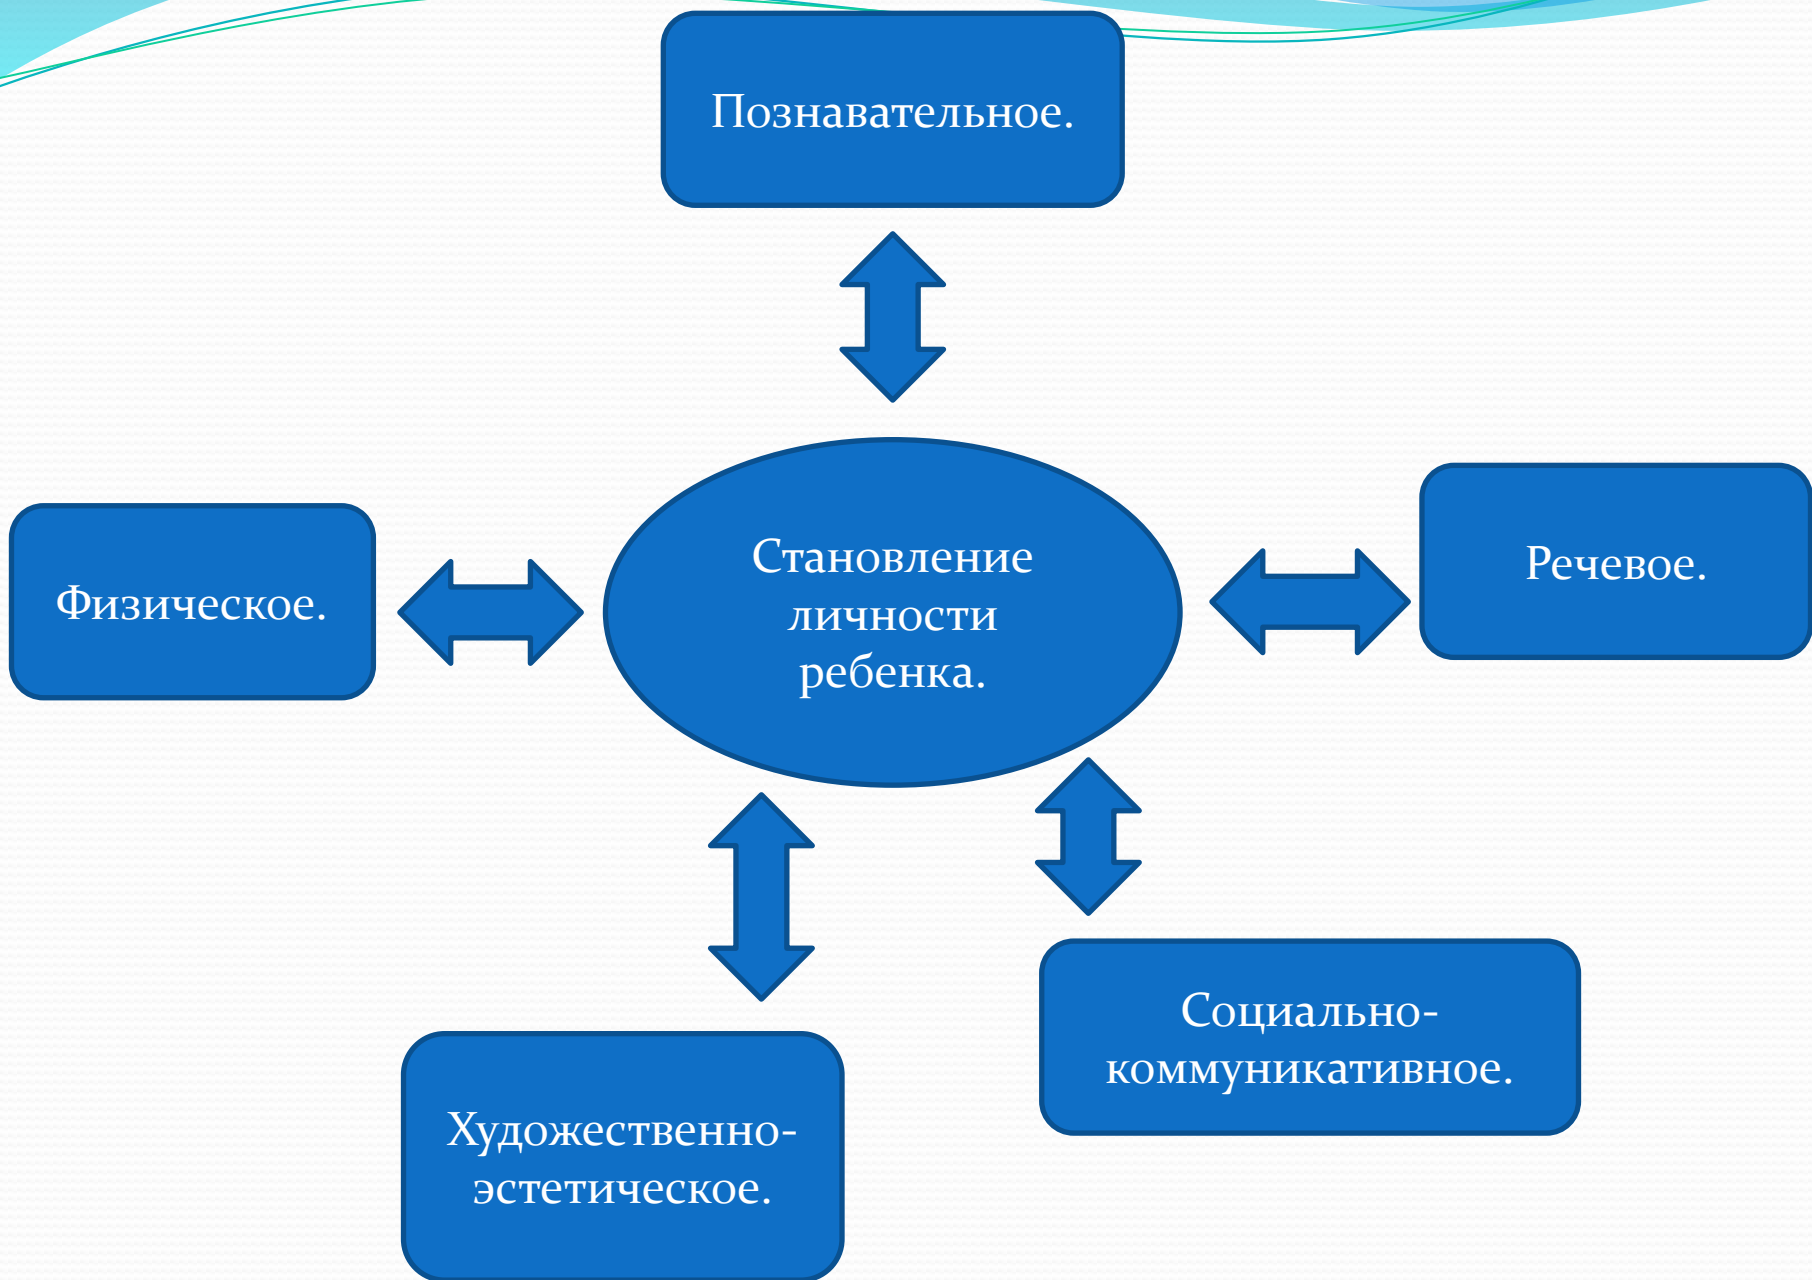 Познавательное.
Физическое.
Становление
личности
ребенка.
Речевое.
Социально-
коммуникативное.
Художественно-
эстетическое.